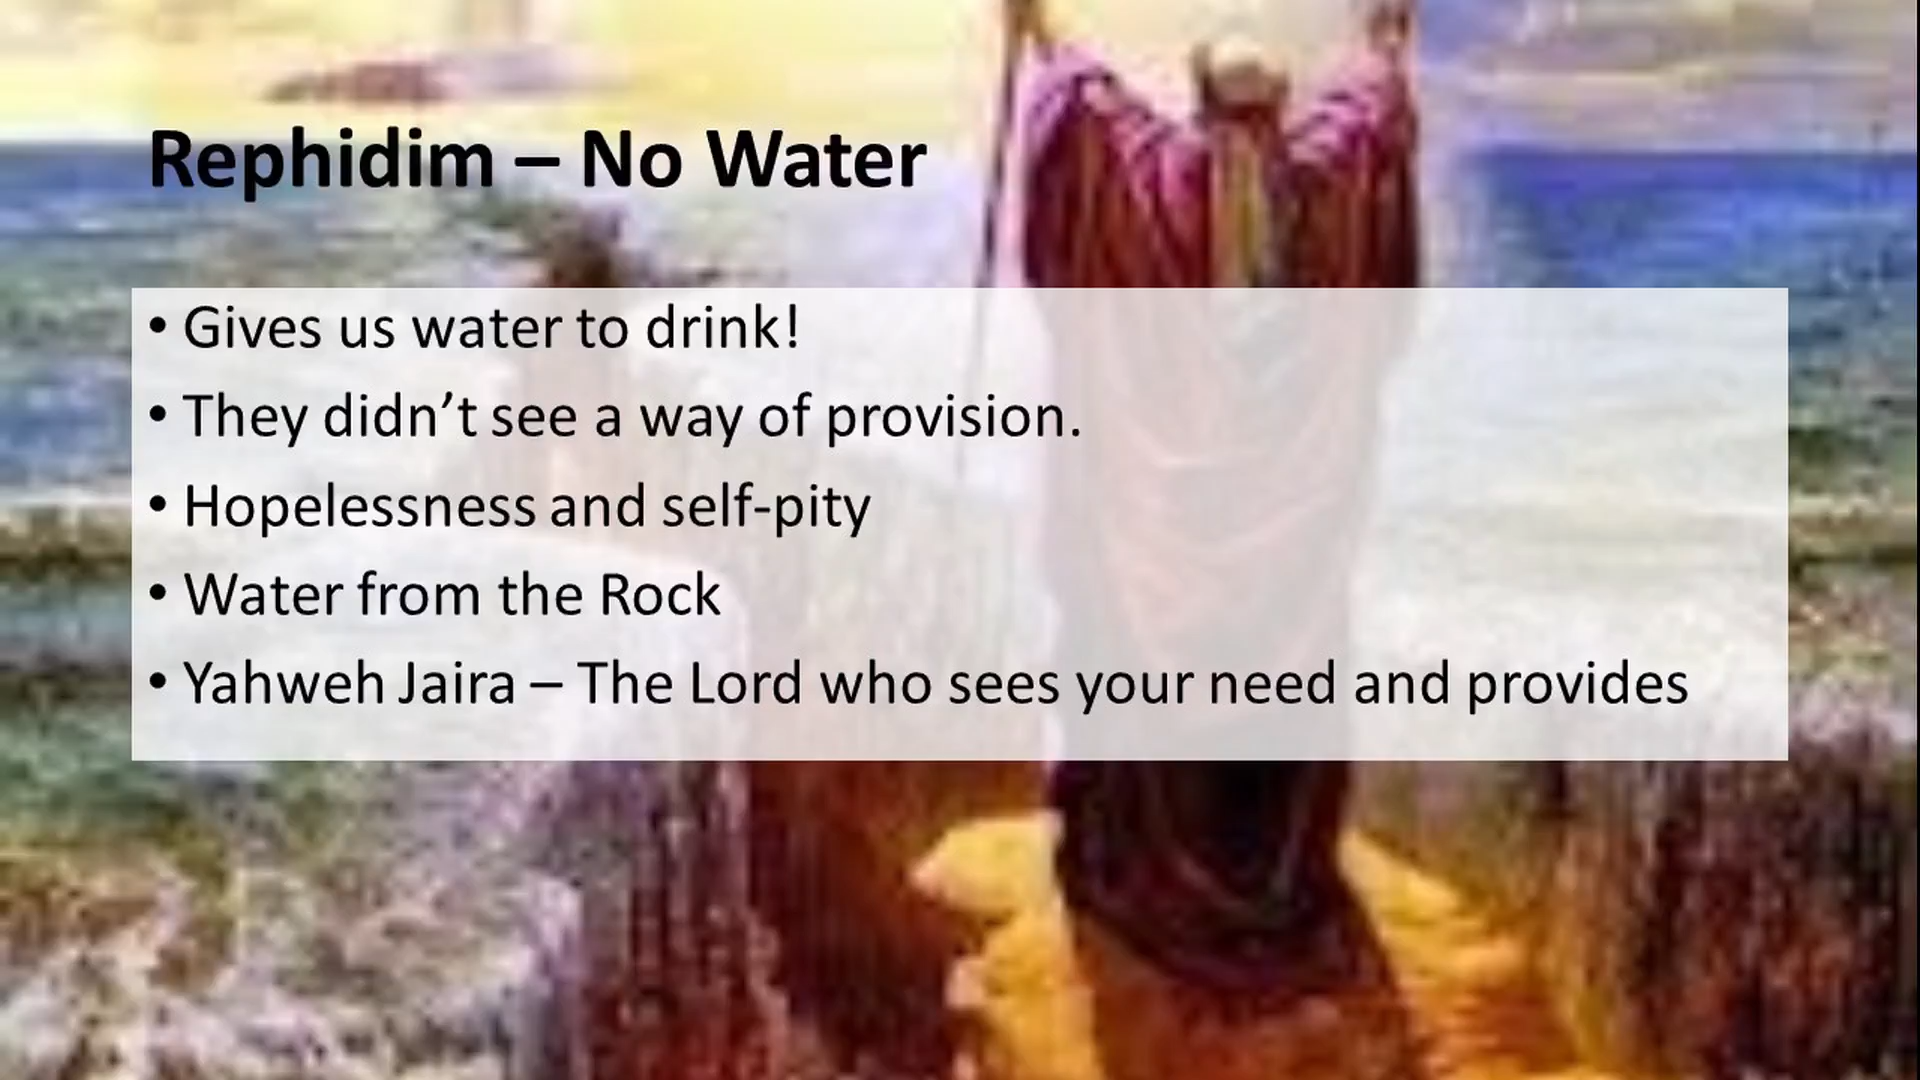 Rephidim – No Water
• Gives us water to drink!
• They didn’t see a way of provision.
• Hopelessness and self-pity
• Water from the Rock
• Yahweh Jaira – The Lord who sees your need and provides